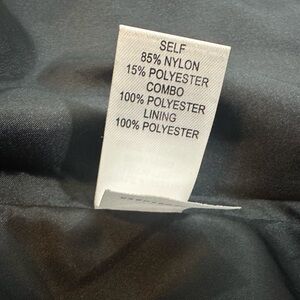 SELF
85% NYLON
15% POLYESTER
COMBO
100% POLYESTER
LINING
100% POLYESTER